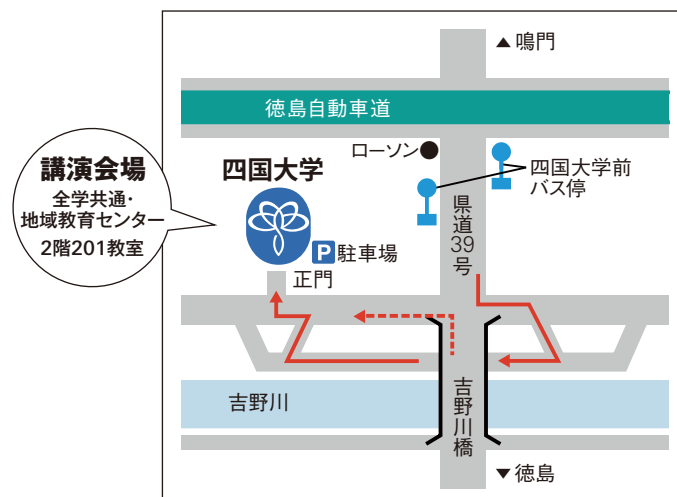 ▲鳴門
徳島自動車道
ローソン
四国大学前
バス停
講演会場
全学共通・
地域教育センター
2階201教室
四国大学
P駐車場
正門
県道39号
吉野川
吉野川橋
▼徳島